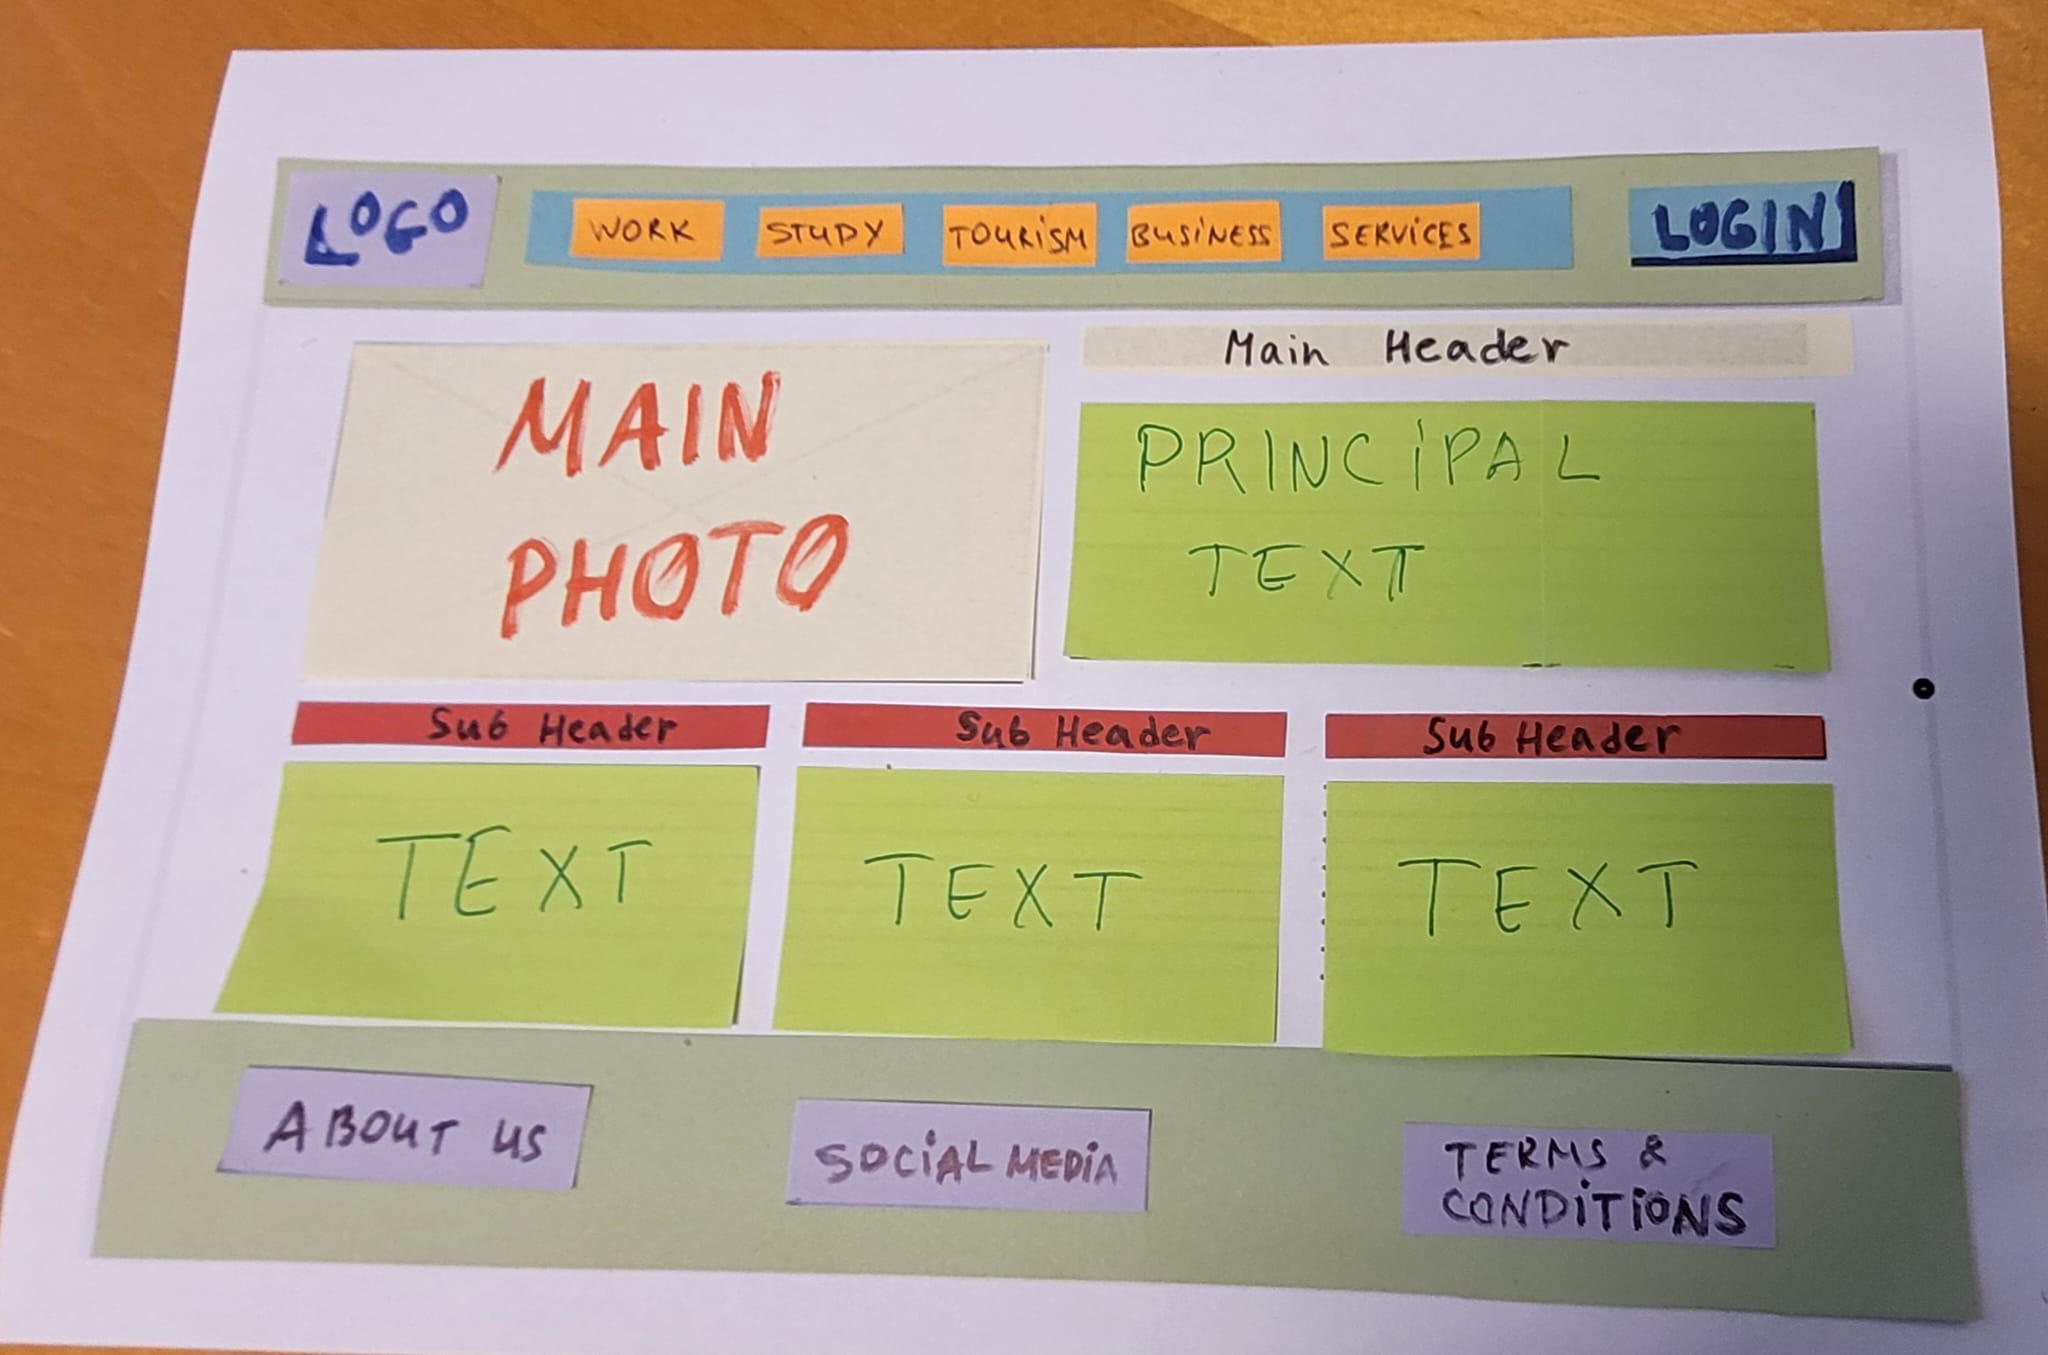 LOGO
WORK
STUDY
TOURiSM
BUSiNESS
SERViCES
LOGIN
MAIN
PHOTO
Main Header
PRINCiPAL
TEXT
Sub Header
Sub Header
Sub Header
TEXT
TEXT
TEXT
ABOUT US
SOCiAL MEDiA
TERMS &
CONDiTiONS